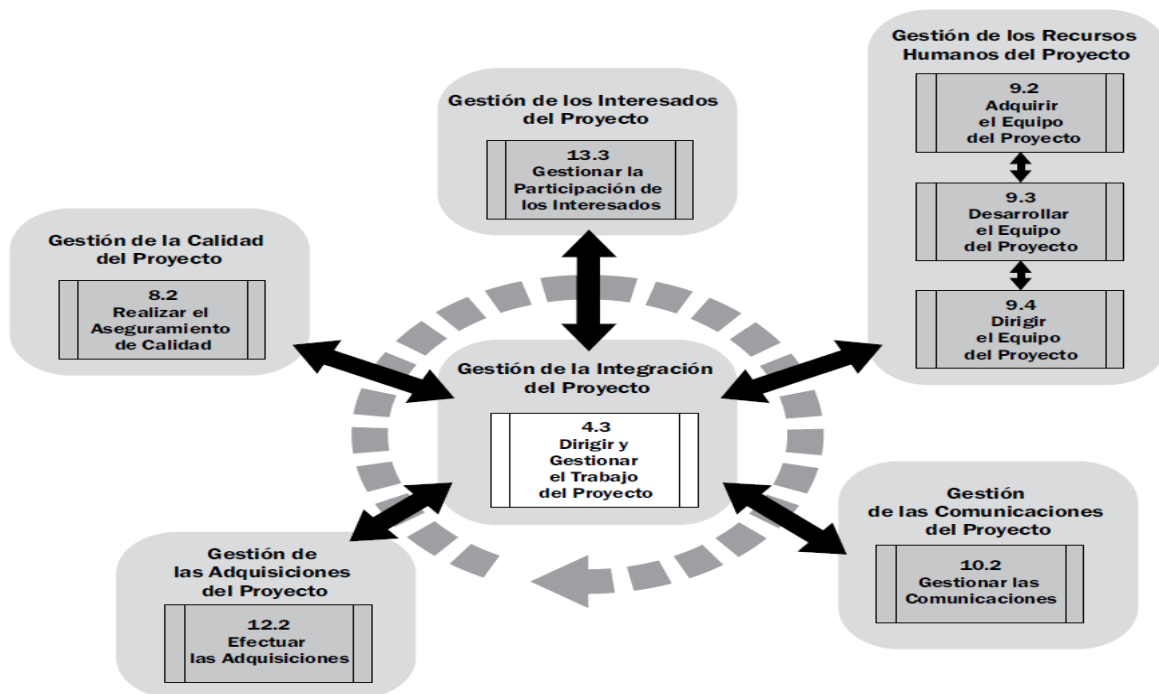 Gestión de los Recursos
Humanos del Proyecto
9.2
Adquirir
el Equipo
del Proyecto
9.3
Desarrollar
el Equipo
del Proyecto
9.4
Dirigir
el Equipo
del Proyecto
Gestión de los Interesados
del Proyecto
13.3
Gestionar la
Participación de
los Interesados
Gestión de la Calidad
del Proyecto
8.2
Realizar el
Aseguramiento
de Calidad
Gestión de la Integración
del Proyecto
4.3
Dirigir y
Gestionar
el Trabajo
del Proyecto
Gestión
de las Comunicaciones
del Proyecto
10.2
Gestionar las
Comunicaciones
Gestión de
las Adquisiciones
del Proyecto
12.2
Efectuar
las Adquisiciones